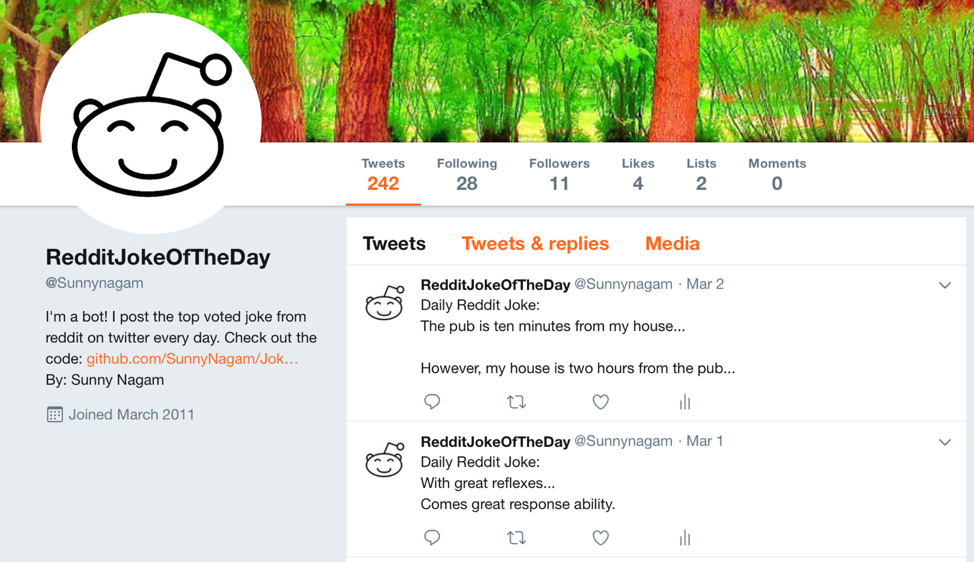 Tweets Following Followers Likes Lists Moments
242 28 11 4 2 0
RedditJokeOfTheDay
@Sunnynagam
I'm a bot! I post the top voted joke from
reddit on twitter every day. Check out the
code: github.com/SunnyNagam/Jok…
By: Sunny Nagam
Joined March 2011
Tweets Tweets & replies Media
RedditJokeOfTheDay @Sunnynagam · Mar 2
Daily Reddit Joke:
The pub is ten minutes from my house...
However, my house is two hours from the pub...
RedditJokeOfTheDay @Sunnynagam · Mar 1
Daily Reddit Joke:
With great reflexes...
Comes great response ability.